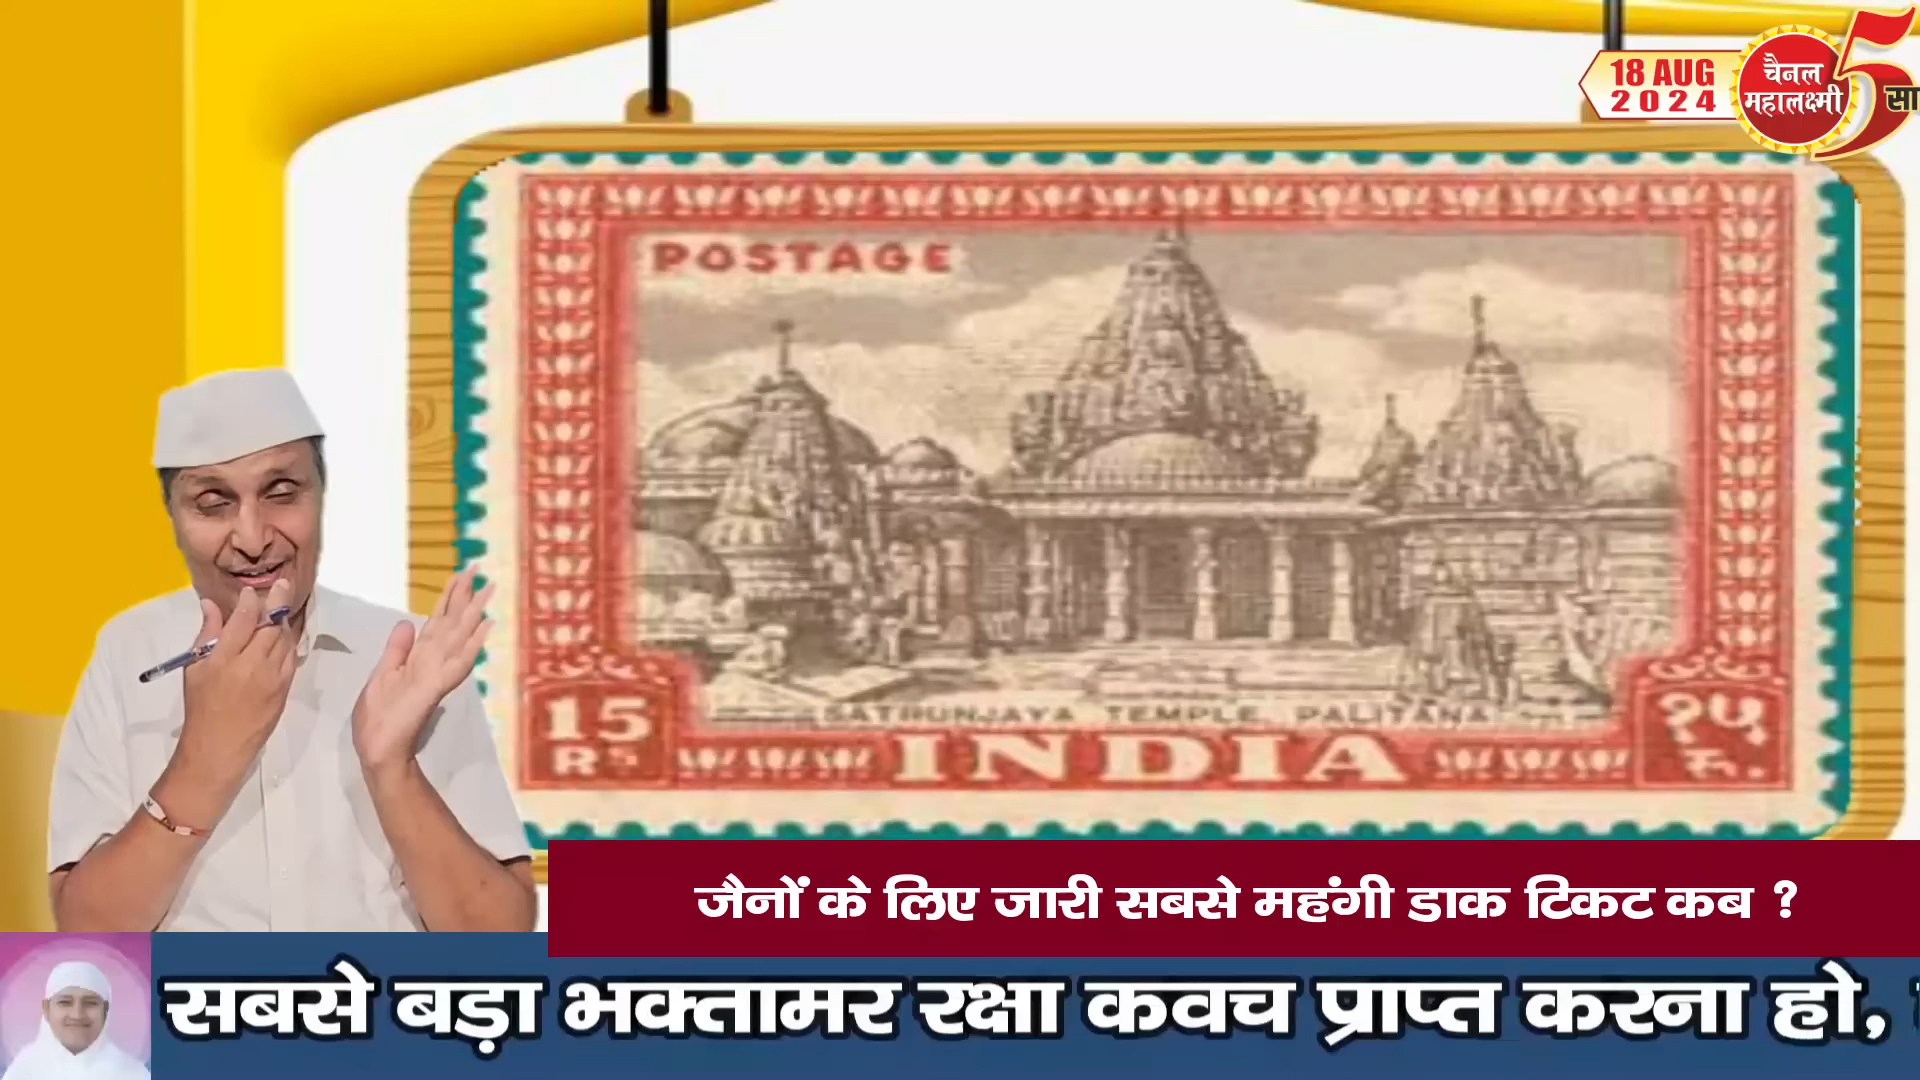 18 AUG
2024
चैनल
महालक्ष्मी
5
सा
POSTAGE
SATRUNJAYA TEMPLE, PALITANA
15
RS
INDIA
१५
रु.
जैनों के लिए जारी सबसे महंगी डाक टिकट कब ?
सबसे बड़ा भक्तामर रक्षा कवच प्राप्त करना हो,